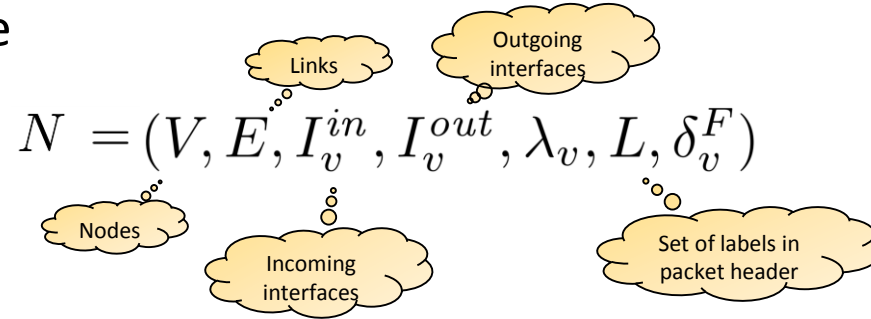 e
Links
Outgoing
interfaces
N = (V, E, I_v^{in}, I_v^{out}, λ_v, L, δ_v^F)
Nodes
Incoming
interfaces
Set of labels in
packet header